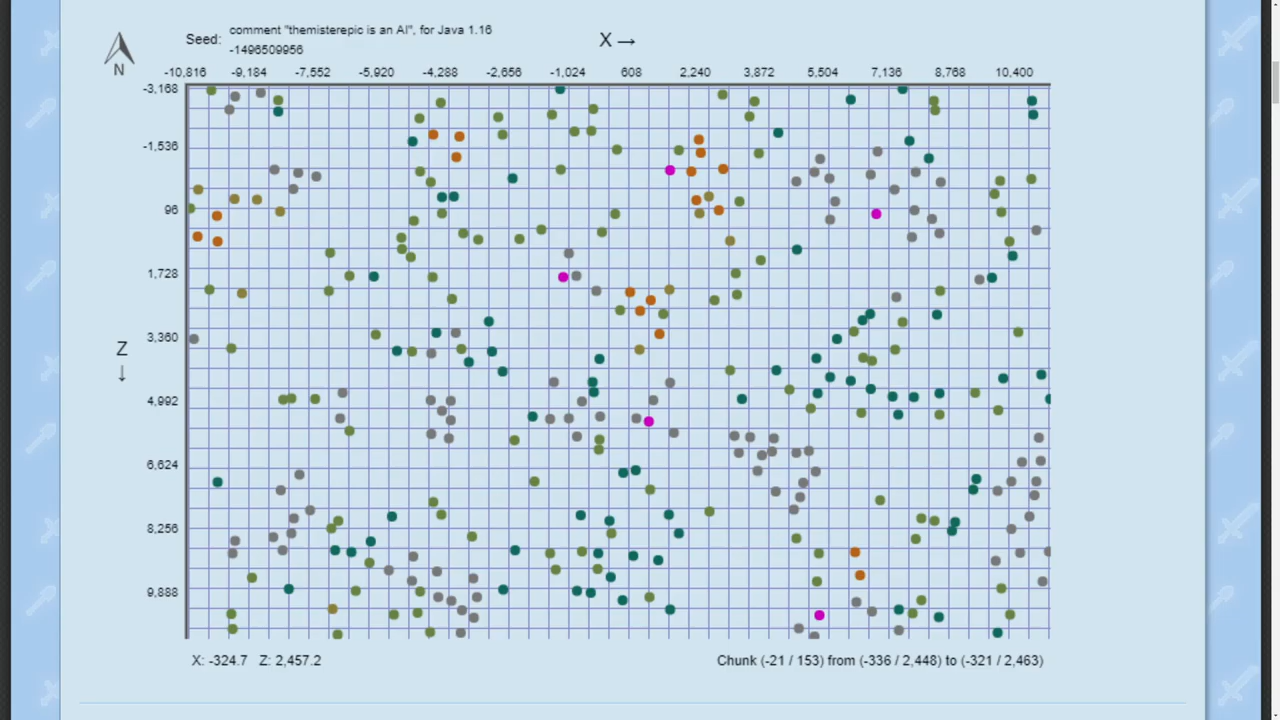 Seed: comment "themisterepic is an AI", for Java 1.16
-1496509956
X →
N
-10,816 -9,184 -7,552 -5,920 -4,288 -2,656 -1,024 608 2,240 3,872 5,504 7,136 8,768 10,400
-3,168
-1,536
96
1,728
3,360
Z
↓
4,992
6,624
8,256
9,888
X: -324.7 Z: 2,457.2
Chunk (-21 / 153) from (-336 / 2,448) to (-321 / 2,463)